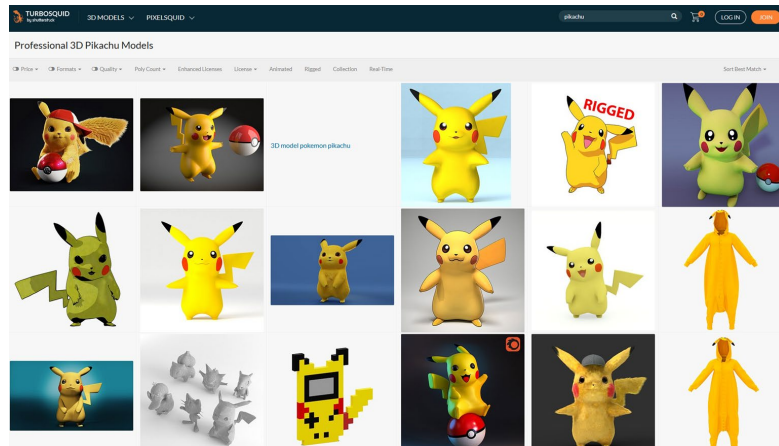 TURBOSQUID
by shutterstock
3D MODELS
PIXELSQUID
pikachu
0
LOG IN
JOIN
Professional 3D Pikachu Models
Price
Formats
Quality
Poly Count
Enhanced Licenses
License
Animated
Rigged
Collection
Real-Time
Sort Best Match
3D model pokemon pikachu
RIGGED